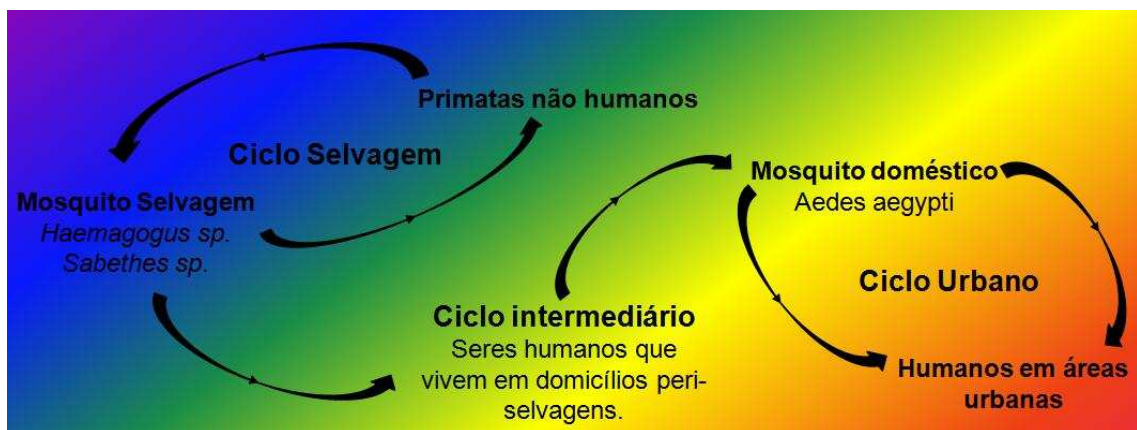 Primatas não humanos
Ciclo Selvagem
Mosquito Selvagem
Haemagogus sp.
Sabethes sp.
Ciclo intermediário
Seres humanos que
vivem em domicílios peri-
selvagens.
Mosquito doméstico
Aedes aegypti
Ciclo Urbano
Humanos em áreas
urbanas